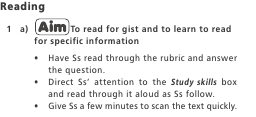 Reading
1 a) Aim To read for gist and to learn to read
for specific information
• Have Ss read through the rubric and answer
the question.
• Direct Ss' attention to the Study skills box
and read through it aloud as Ss follow.
• Give Ss a few minutes to scan the text quickly.